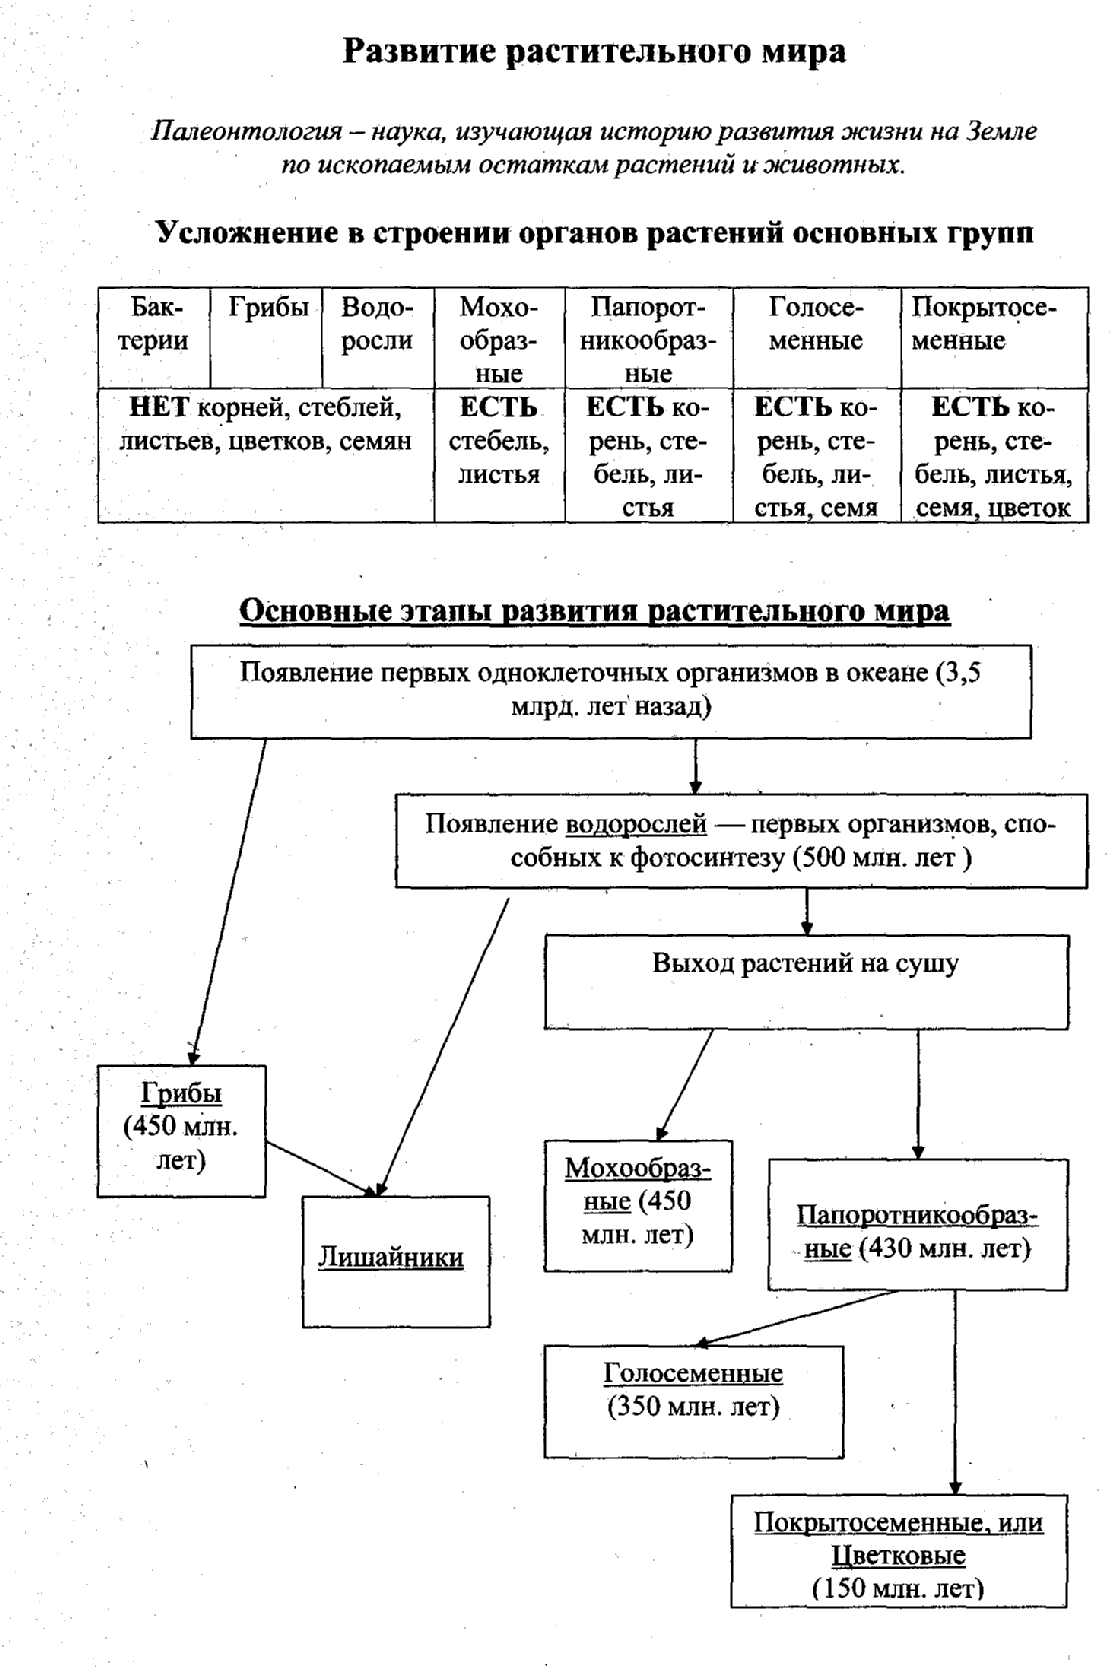 Развитие растительного мира
Палеонтология – наука, изучающая историю развития жизни на Земле
по ископаемым остаткам растений и животных.
Усложнение в строении органов растений основных групп
Бак-
терии
Грибы
Водо-
росли
Мохо-
образ-
ные
Папорот-
никообраз-
ные
Голосе-
менные
Покрытосе-
менные
НЕТ корней, стеблей,
листьев, цветков, семян
ЕСТЬ
стебель,
листья
ЕСТЬ ко-
рень, сте-
бель, ли-
стья
ЕСТЬ ко-
рень, сте-
бель, ли-
стья, семя
ЕСТЬ ко-
рень, сте-
бель, листья,
семя, цветок
Основные этапы развития растительного мира
Появление первых одноклеточных организмов в океане (3,5
млрд. лет назад)
Появление водорослей — первых организмов, спо-
собных к фотосинтезу (500 млн. лет )
Выход растений на сушу
Грибы
(450 млн.
лет)
Лишайники
Мохообраз-
ные (450
млн. лет)
Папоротникообраз-
ные (430 млн. лет)
Голосеменные
(350 млн. лет)
Покрытосеменные, или
Цветковые
(150 млн. лет)